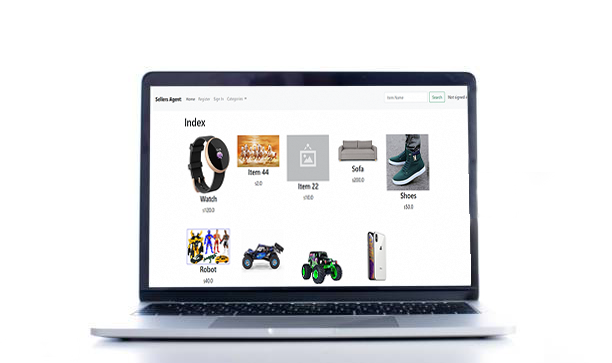 Sellers Agent Home Register Sign In Categories Item Name Search Not signed i
Index
Watch
$120.0
Item 44
$2.0
Item 22
$10.0
Sofa
$200.0
Shoes
$50.0
Robot
$40.0